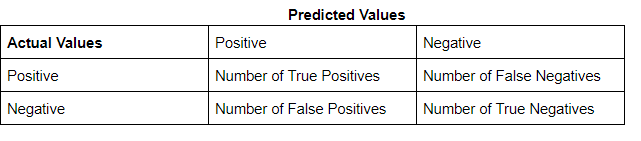 Predicted Values
Actual Values Positive Negative
Positive Number of True Positives Number of False Negatives
Negative Number of False Positives Number of True Negatives